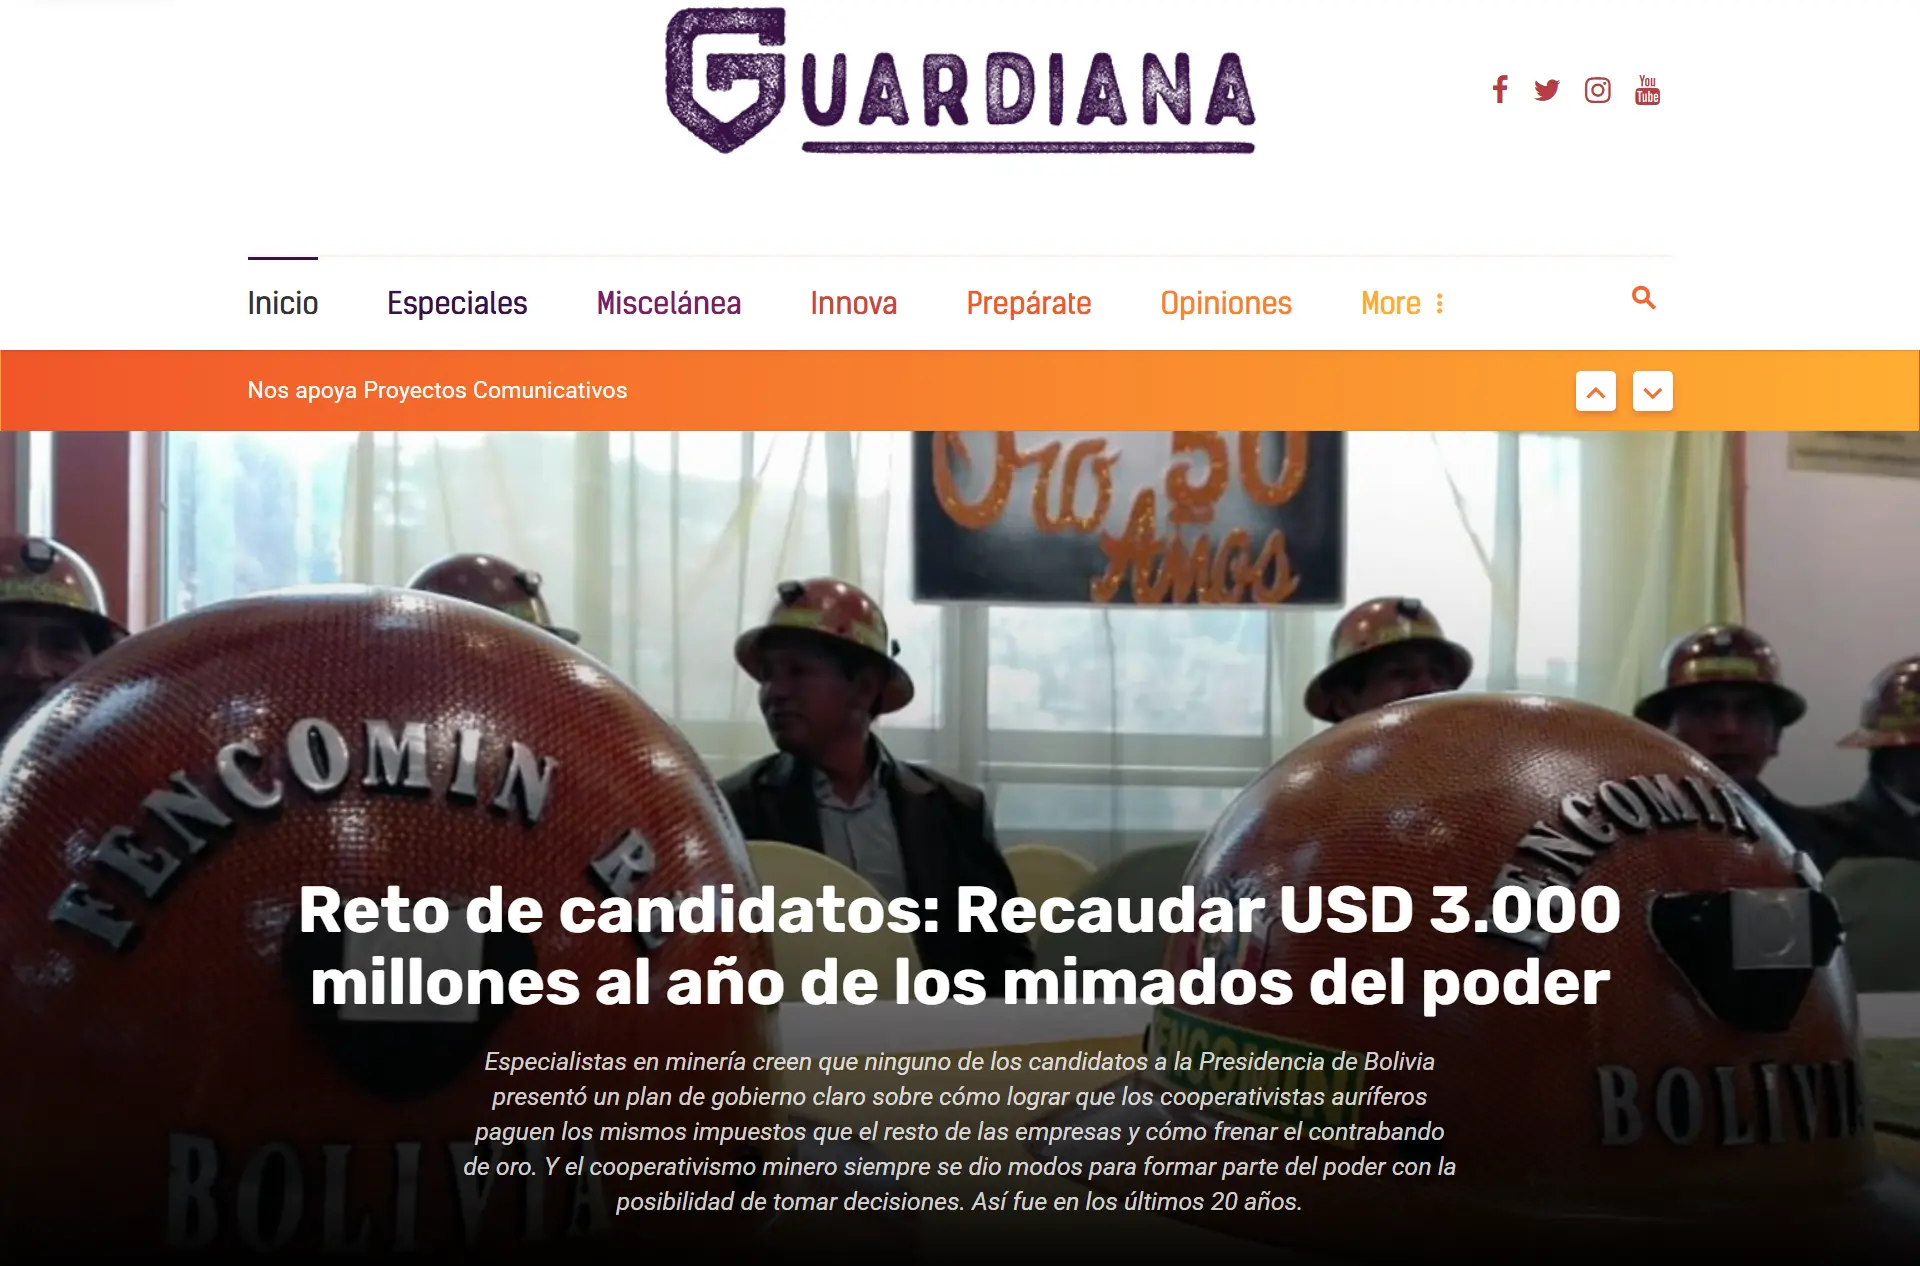 GUARDIANA
You
Tube
Inicio
Especiales
Miscelánea
Innova
Prepárate
Opiniones
More
Nos apoya Proyectos Comunicativos
Oro 50
Años
FENCOMIN
FENCOMIN
Reto de candidatos: Recaudar USD 3.000
millones al año de los mimados del poder
Especialistas en minería creen que ninguno de los candidatos a la Presidencia de Bolivia
presentó un plan de gobierno claro sobre cómo lograr que los cooperativistas auríferos
paguen los mismos impuestos que el resto de las empresas y cómo frenar el contrabando
de oro. Y el cooperativismo minero siempre se dio modos para formar parte del poder con la
posibilidad de tomar decisiones. Así fue en los últimos 20 años.
FENCOMIN
BOLIVIA
BOLIVIA